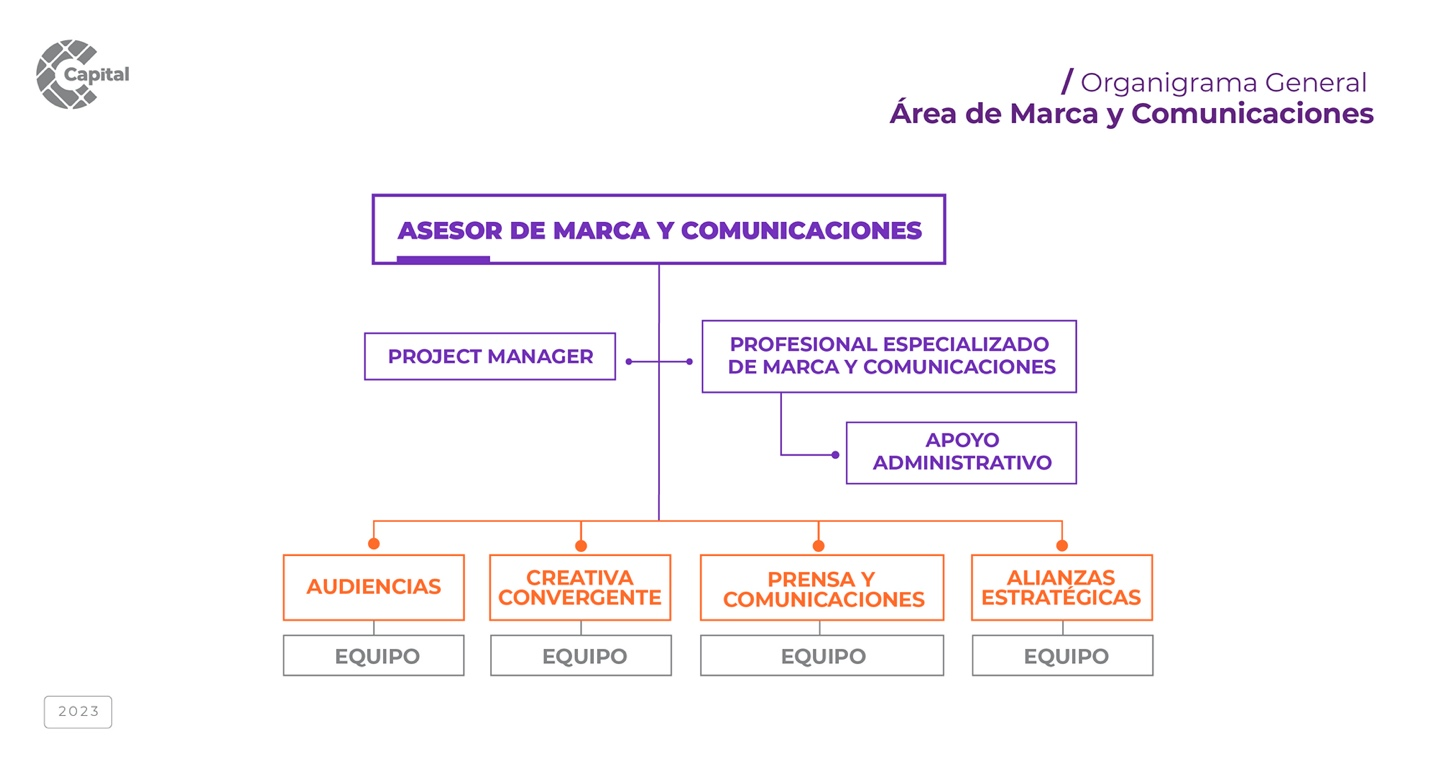 Capital
/ Organigrama General
Área de Marca y Comunicaciones
ASESOR DE MARCA Y COMUNICACIONES
PROJECT MANAGER
PROFESIONAL ESPECIALIZADO
DE MARCA Y COMUNICACIONES
APOYO
ADMINISTRATIVO
AUDIENCIAS
CREATIVA
CONVERGENTE
PRENSA Y
COMUNICACIONES
ALIANZAS
ESTRATÉGICAS
EQUIPO
EQUIPO
EQUIPO
EQUIPO
2023